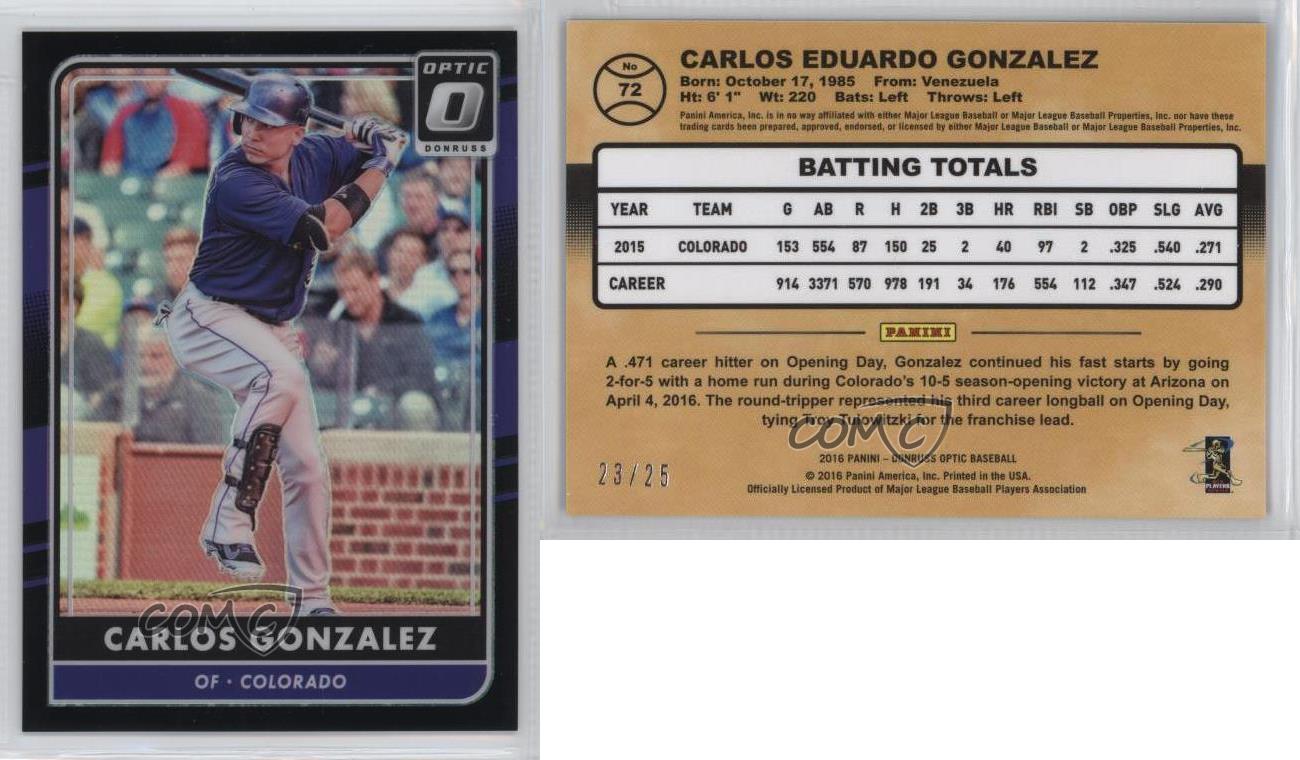 OPTIC
O
DONRUSS
CARLOS GONZALEZ
OF · COLORADO
COMC
No
72
CARLOS EDUARDO GONZALEZ
Born: October 17, 1985 From: Venezuela
Ht: 6' 1" Wt: 220 Bats: Left Throws: Left
Panini America, Inc. is in no way affiliated with either Major League Baseball or Major League Baseball Properties, Inc. nor have these
trading cards been prepared, approved, endorsed, or licensed by either Major League Baseball or Major League Baseball Properties, Inc.
BATTING TOTALS
YEAR TEAM G AB R H 2B 3B HR RBI SB OBP SLG AVG
2015 COLORADO 153 554 87 150 25 2 40 97 2 .325 .540 .271
CAREER 914 3371 570 978 191 34 176 554 112 .347 .524 .290
PANINI
A .471 career hitter on Opening Day, Gonzalez continued his fast starts by going
2-for-5 with a home run during Colorado's 10-5 season-opening victory at Arizona on
April 4, 2016. The round-tripper represented his third career longball on Opening Day,
tying Troy Tulowitzki for the franchise lead.
COMC
2016 PANINI – DONRUSS OPTIC BASEBALL
23/25
© 2016 Panini America, Inc. Printed in the USA.
Officially Licensed Product of Major League Baseball Players Association
PLAYERS